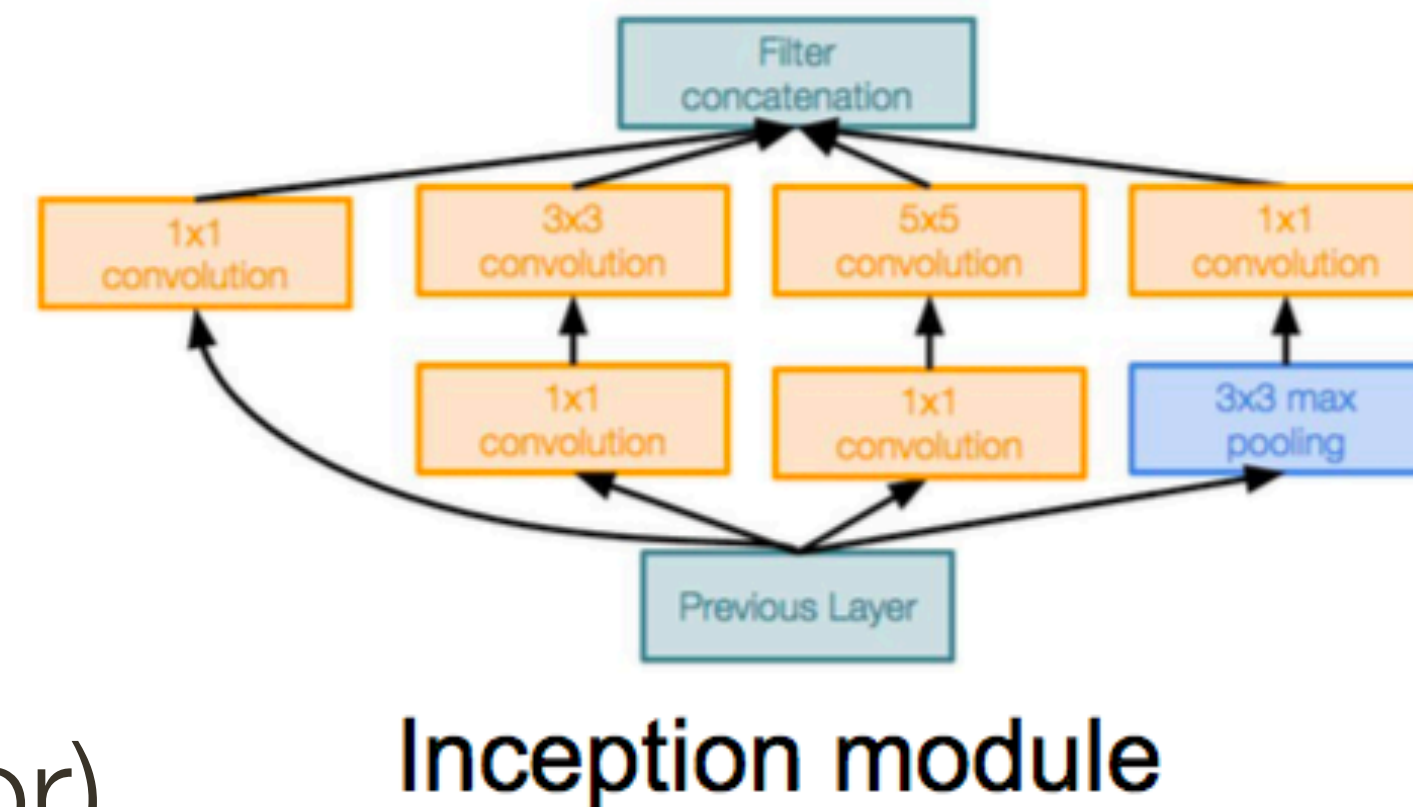 Filter
concatenation
1x1
convolution
3x3
convolution
5x5
convolution
1x1
convolution
1x1
convolution
1x1
convolution
3x3 max
pooling
Previous Layer
Inception module
or)